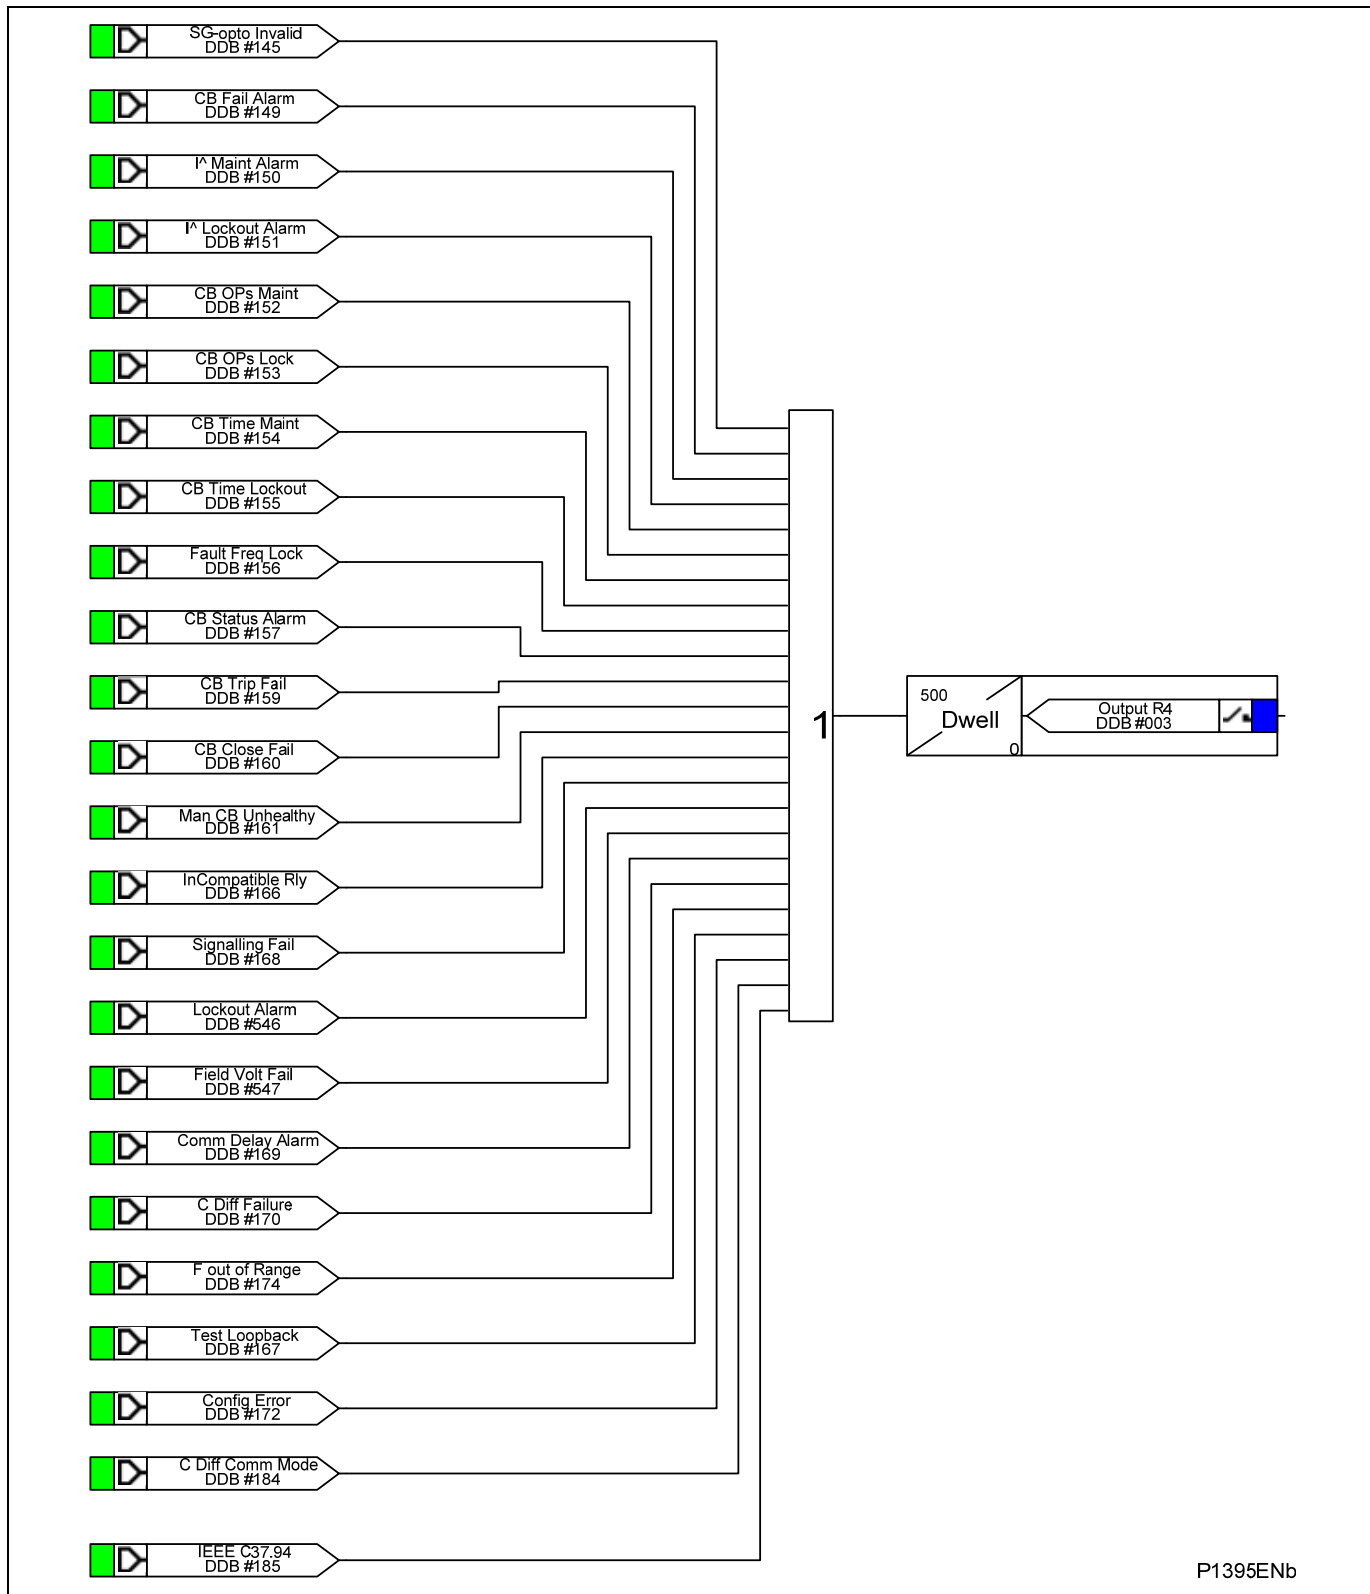 SG-opto Invalid
DDB #145
CB Fail Alarm
DDB #149
I^ Maint Alarm
DDB #150
I^ Lockout Alarm
DDB #151
CB OPs Maint
DDB #152
CB OPs Lock
DDB #153
CB Time Maint
DDB #154
CB Time Lockout
DDB #155
Fault Freq Lock
DDB #156
CB Status Alarm
DDB #157
CB Trip Fail
DDB #159
CB Close Fail
DDB #160
Man CB Unhealthy
DDB #161
InCompatible Rly
DDB #166
Signalling Fail
DDB #168
Lockout Alarm
DDB #546
Field Volt Fail
DDB #547
Comm Delay Alarm
DDB #169
C Diff Failure
DDB #170
F out of Range
DDB #174
Test Loopback
DDB #167
Config Error
DDB #172
C Diff Comm Mode
DDB #184
IEEE C37.94
DDB #185
1
500
Dwell
0
Output R4
DDB #003
P1395ENb